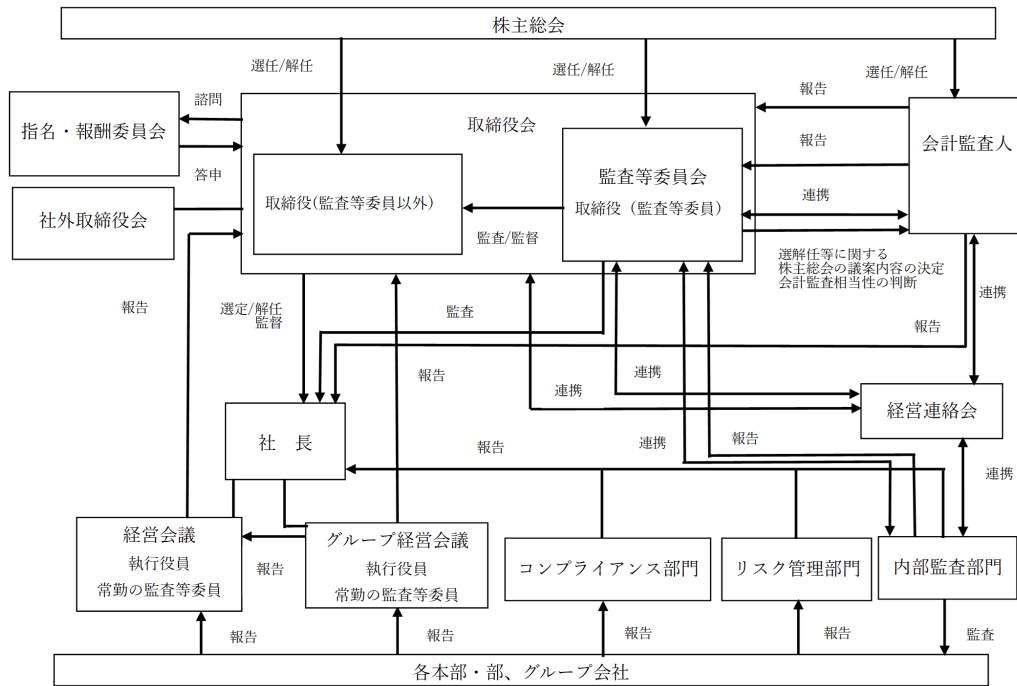 株主総会
選任/解任
選任/解任
選任/解任
諮問
報告
指名・報酬委員会
取締役会
会計監査人
答申
報告
監査等委員会
取締役(監査等委員以外)
取締役（監査等委員）
社外取締役会
連携
監査/監督
選解任等に関する
株主総会の議案内容の決定
会計監査相当性の判断
報告
選定/解任
監督
監査
連携
報告
報告
連携
連携
経営連絡会
社　長
報告
連携
報告
連携
経営会議
執行役員
常勤の監査等委員
報告
グループ経営会議
執行役員
常勤の監査等委員
コンプライアンス部門
リスク管理部門
内部監査部門
報告
報告
報告
報告
監査
各本部・部、グループ会社